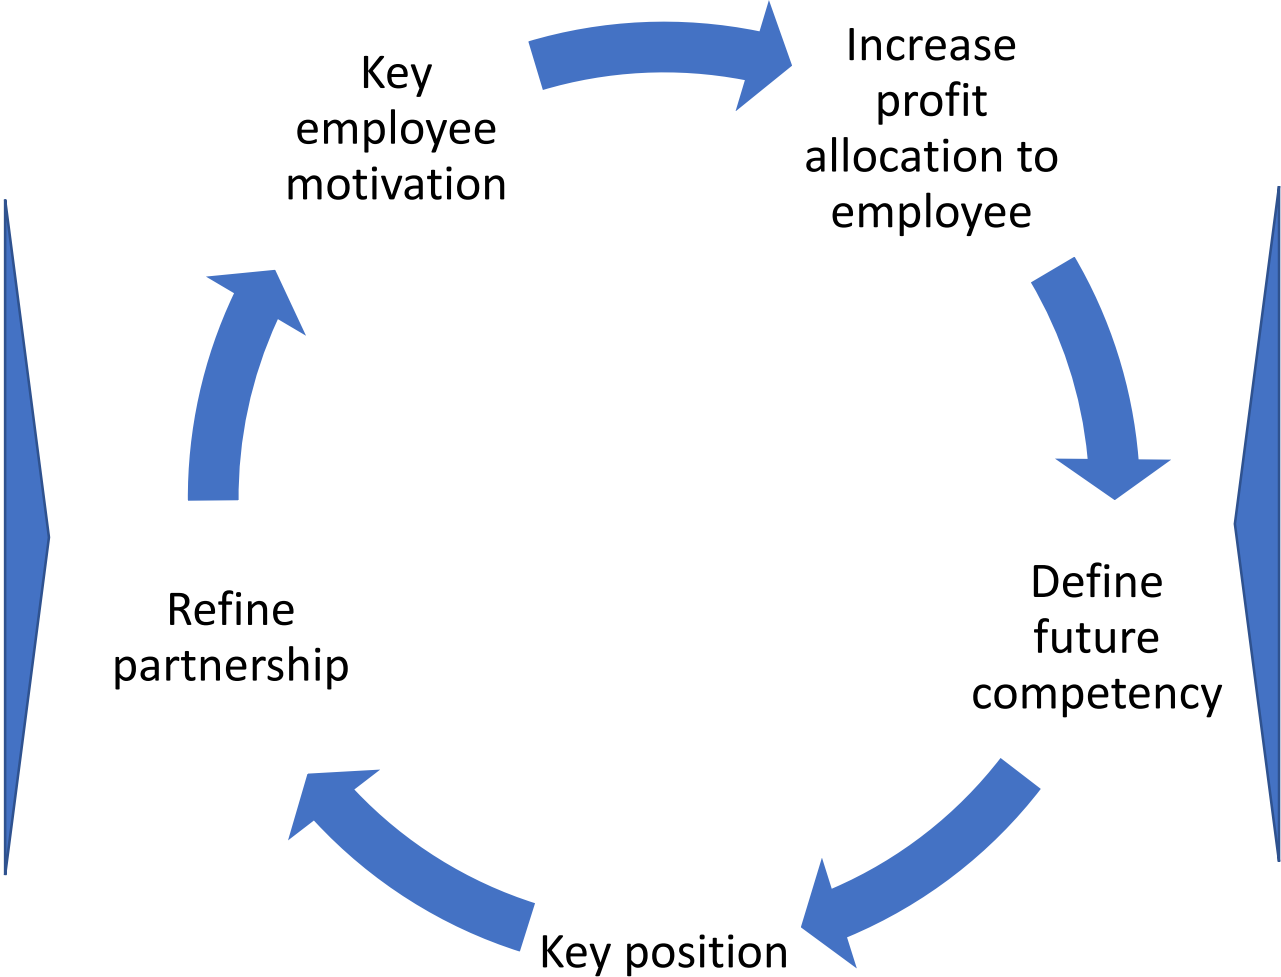 Key
employee
motivation
Increase
profit
allocation to
employee
Define
future
competency
Key position
Refine
partnership